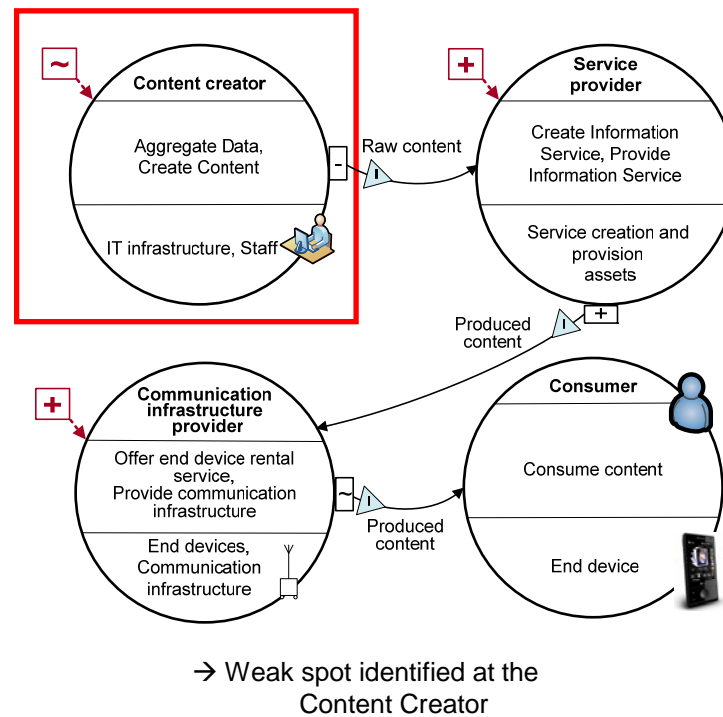 ~
Content creator
Aggregate Data,
Create Content
IT infrastructure, Staff
-
I
Raw content
+
Service
provider
Create Information
Service, Provide
Information Service
Service creation and
provision
assets
+
I
Produced
content
+
Communication
infrastructure
provider
Offer end device rental
service,
Provide communication
infrastructure
End devices,
Communication
infrastructure
~
I
Produced
content
Consumer
Consume content
End device
→ Weak spot identified at the
Content Creator